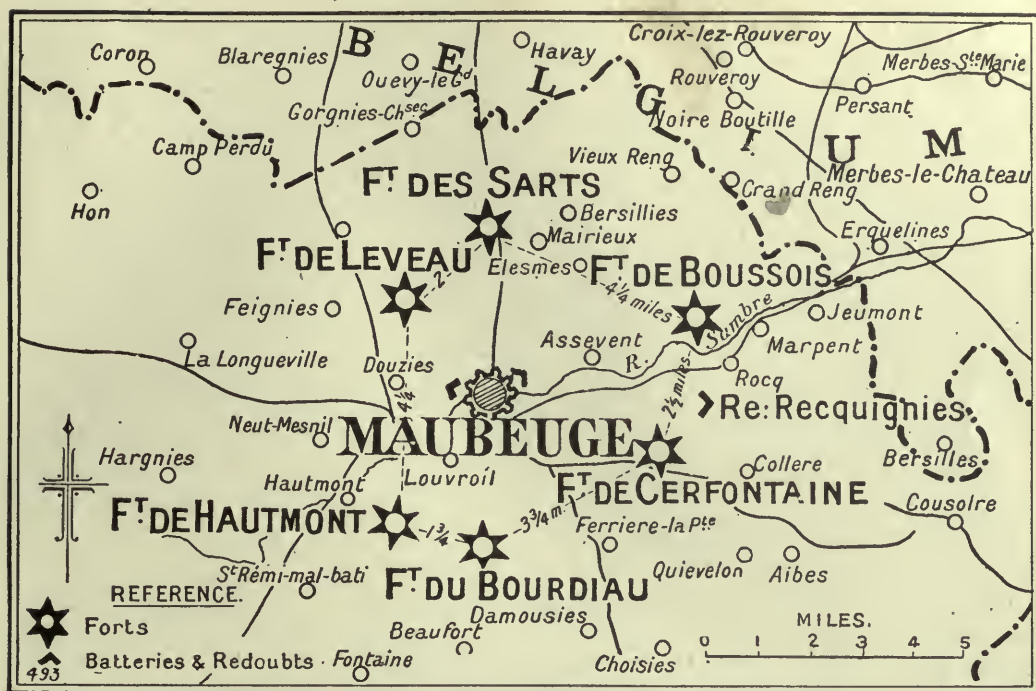 BELGIUM
Coron
Blaregnies
Quevy-le-Gd
Havay
Croix-lez-Rouveroy
Rouveroy
Merbes-Ste Marie
Persant
Gorgnies-Chsec
Noire Boutille
Camp Perdu
Vieux Reng
Merbes-le-Chateau
Hon
FT DES SARTS
Grand Reng
Bersillies
Mairieux
Erquelines
FT DE LEVEAU
2
Elesmes
FT DE BOUSSOIS
4¼ miles
Feignies
R. Sambre
Jeumont
La Longueville
Assevent
Marpent
Douzies
4¼
2½ miles
Rocq
Re: Recquignies
Neut-Mesnil
MAUBEUGE
Bersilles
Hargnies
Hautmont
Louvroil
Collere
FT DE CERFONTAINE
Cousolre
FT DE HAUTMONT
1¾
3¾ m.
Ferriere-la Pte
St Rémi-mal-bati
FT DU BOURDIAU
Quievelon
Aibes
REFERENCE.
Forts
Batteries & Redoubts
493
Damousies
Beaufort
Fontaine
Choisies
MILES.
0 1 2 3 4 5